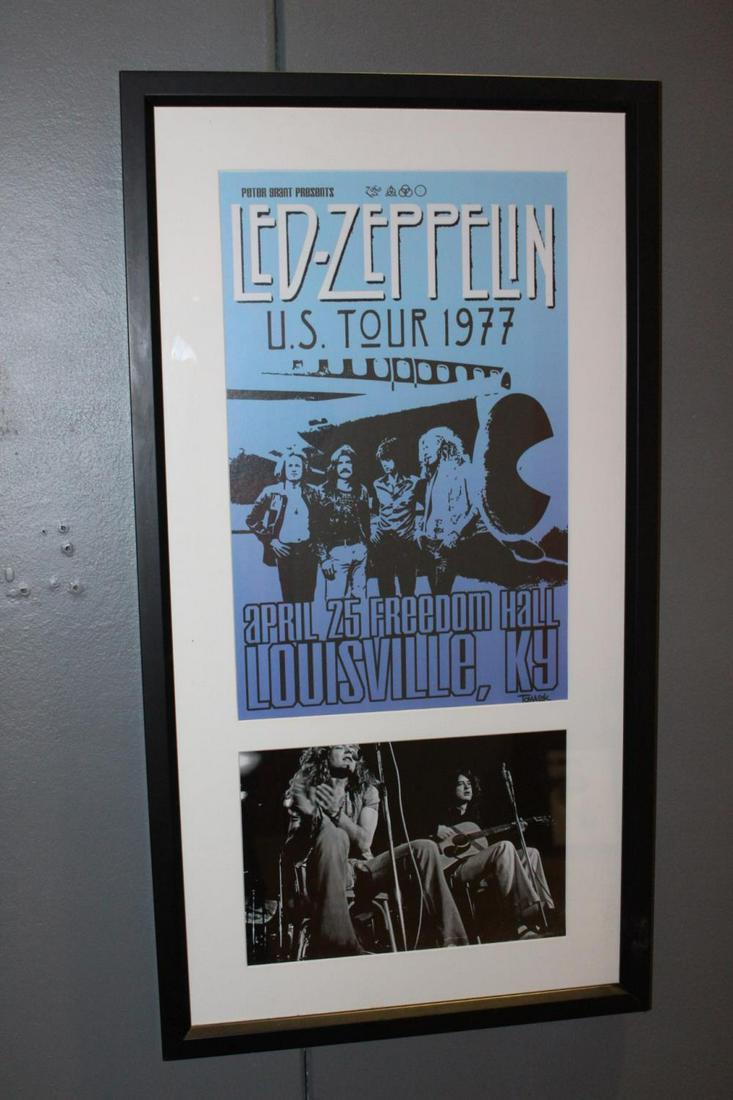 Peter Grant Presents
LED-ZEPPELIN
U.S. TOUR 1977
April 25 Freedom Hall
Louisville, Ky